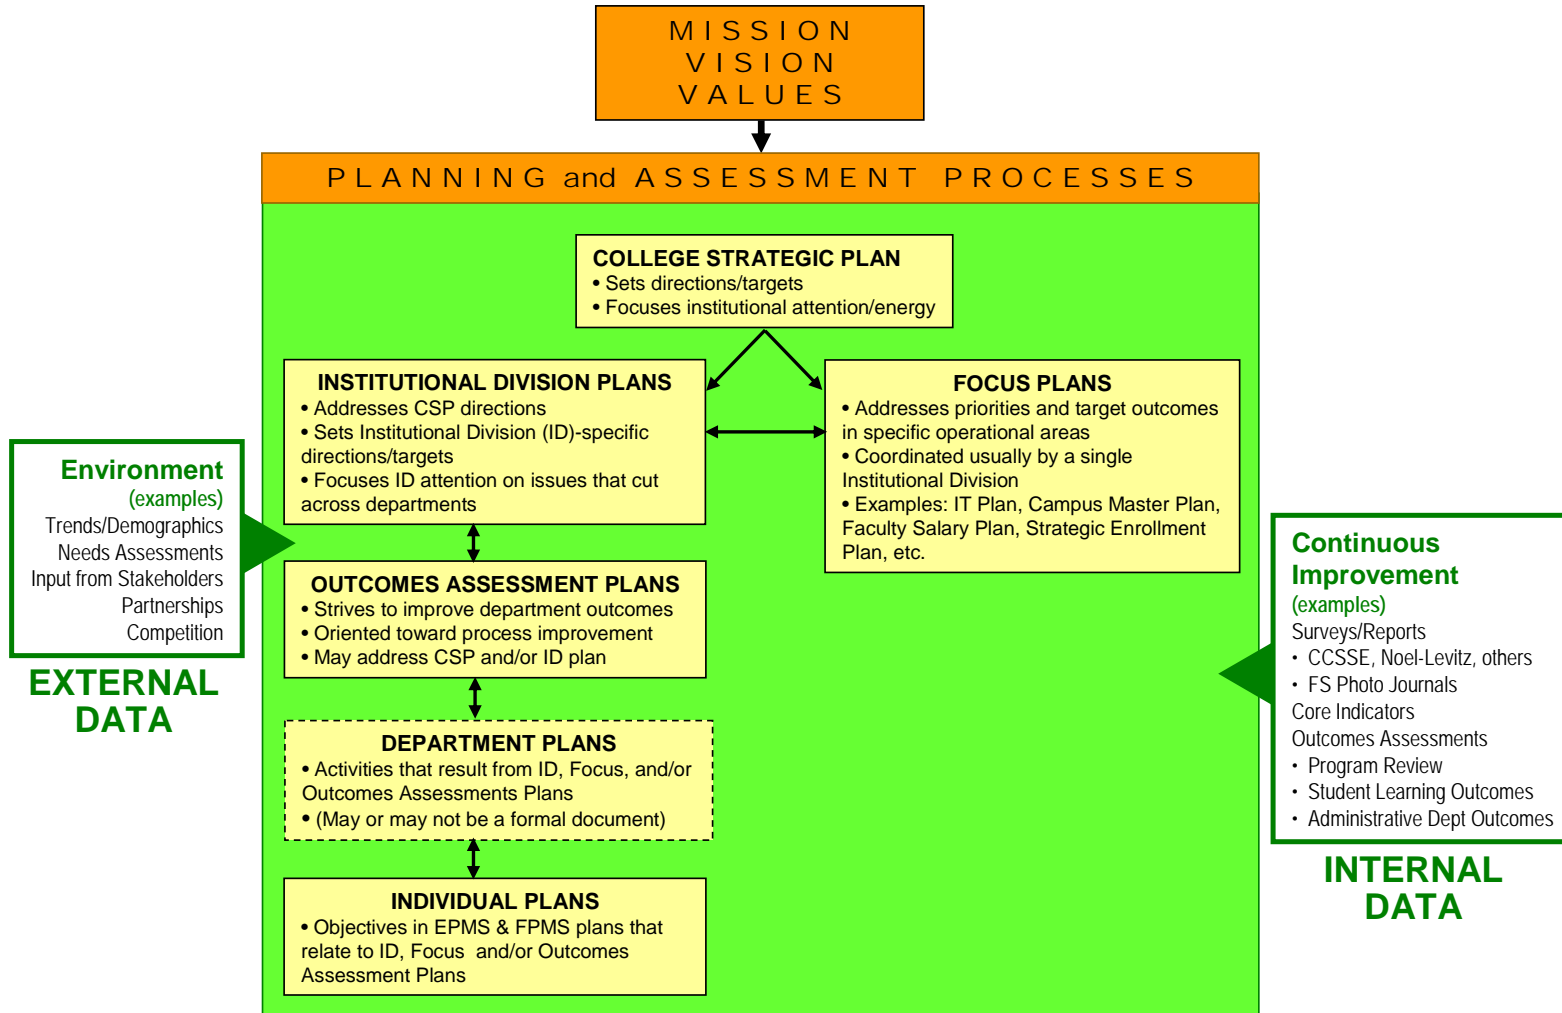 MISSION
VISION
VALUES
PLANNING and ASSESSMENT PROCESSES
COLLEGE STRATEGIC PLAN
• Sets directions/targets
• Focuses institutional attention/energy
INSTITUTIONAL DIVISION PLANS
• Addresses CSP directions
• Sets Institutional Division (ID)-specific
directions/targets
• Focuses ID attention on issues that cut
across departments
FOCUS PLANS
• Addresses priorities and target outcomes
in specific operational areas
• Coordinated usually by a single
Institutional Division
• Examples: IT Plan, Campus Master Plan,
Faculty Salary Plan, Strategic Enrollment
Plan, etc.
Environment
(examples)
Trends/Demographics
Needs Assessments
Input from Stakeholders
Partnerships
Competition
EXTERNAL
DATA
OUTCOMES ASSESSMENT PLANS
• Strives to improve department outcomes
• Oriented toward process improvement
• May address CSP and/or ID plan
DEPARTMENT PLANS
• Activities that result from ID, Focus, and/or
Outcomes Assessments Plans
• (May or may not be a formal document)
INDIVIDUAL PLANS
• Objectives in EPMS & FPMS plans that
relate to ID, Focus and/or Outcomes
Assessment Plans
Continuous
Improvement
(examples)
Surveys/Reports
• CCSSE, Noel-Levitz, others
• FS Photo Journals
Core Indicators
Outcomes Assessments
• Program Review
• Student Learning Outcomes
• Administrative Dept Outcomes
INTERNAL
DATA